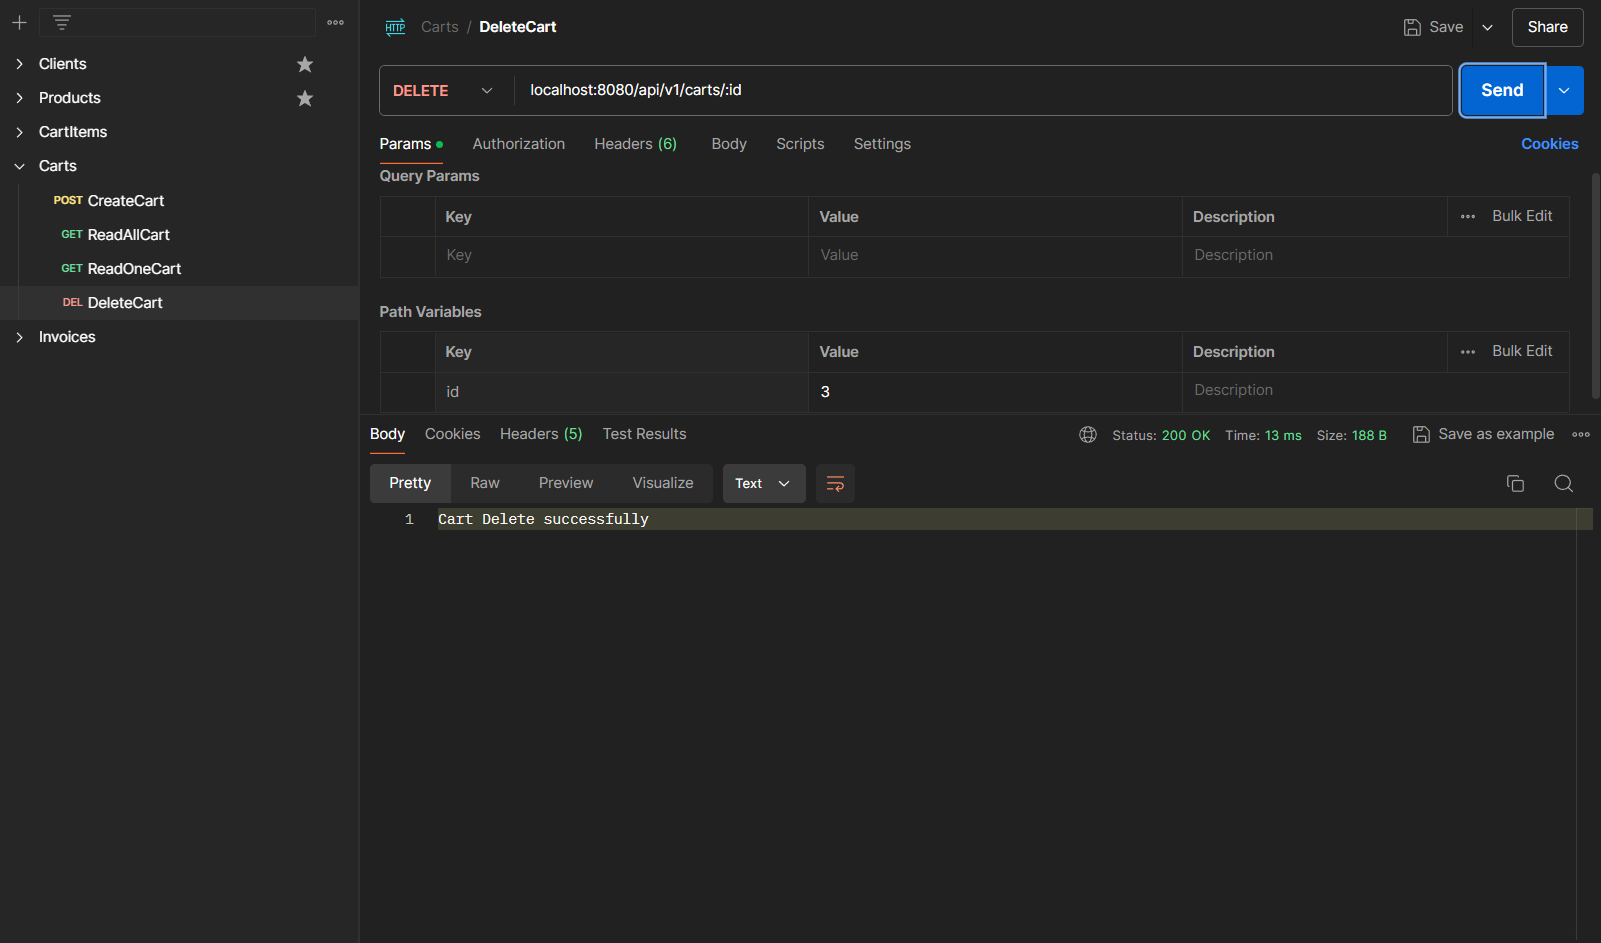 Clients
Products
CartItems
Carts
POST CreateCart
GET ReadAllCart
GET ReadOneCart
DEL DeleteCart
Invoices
HTTP Carts / DeleteCart
Save
Share
DELETE
localhost:8080/api/v1/carts/:id
Send
Params Authorization Headers (6) Body Scripts Settings
Cookies
Query Params
Key Value Description Bulk Edit
Key Value Description
Path Variables
Key Value Description Bulk Edit
id 3 Description
Body Cookies Headers (5) Test Results
Status: 200 OK Time: 13 ms Size: 188 B Save as example
Pretty Raw Preview Visualize Text
1 Cart Delete successfully